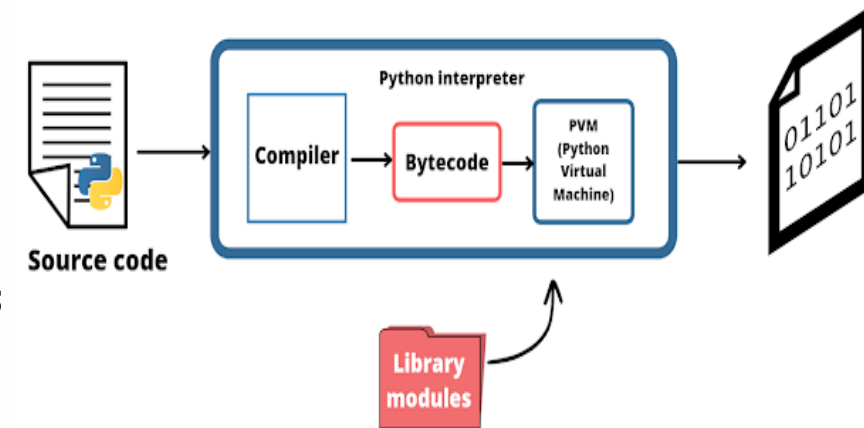 Python interpreter
Compiler
Bytecode
PVM
(Python
Virtual
Machine)
01101
10101
Source code
Library
modules